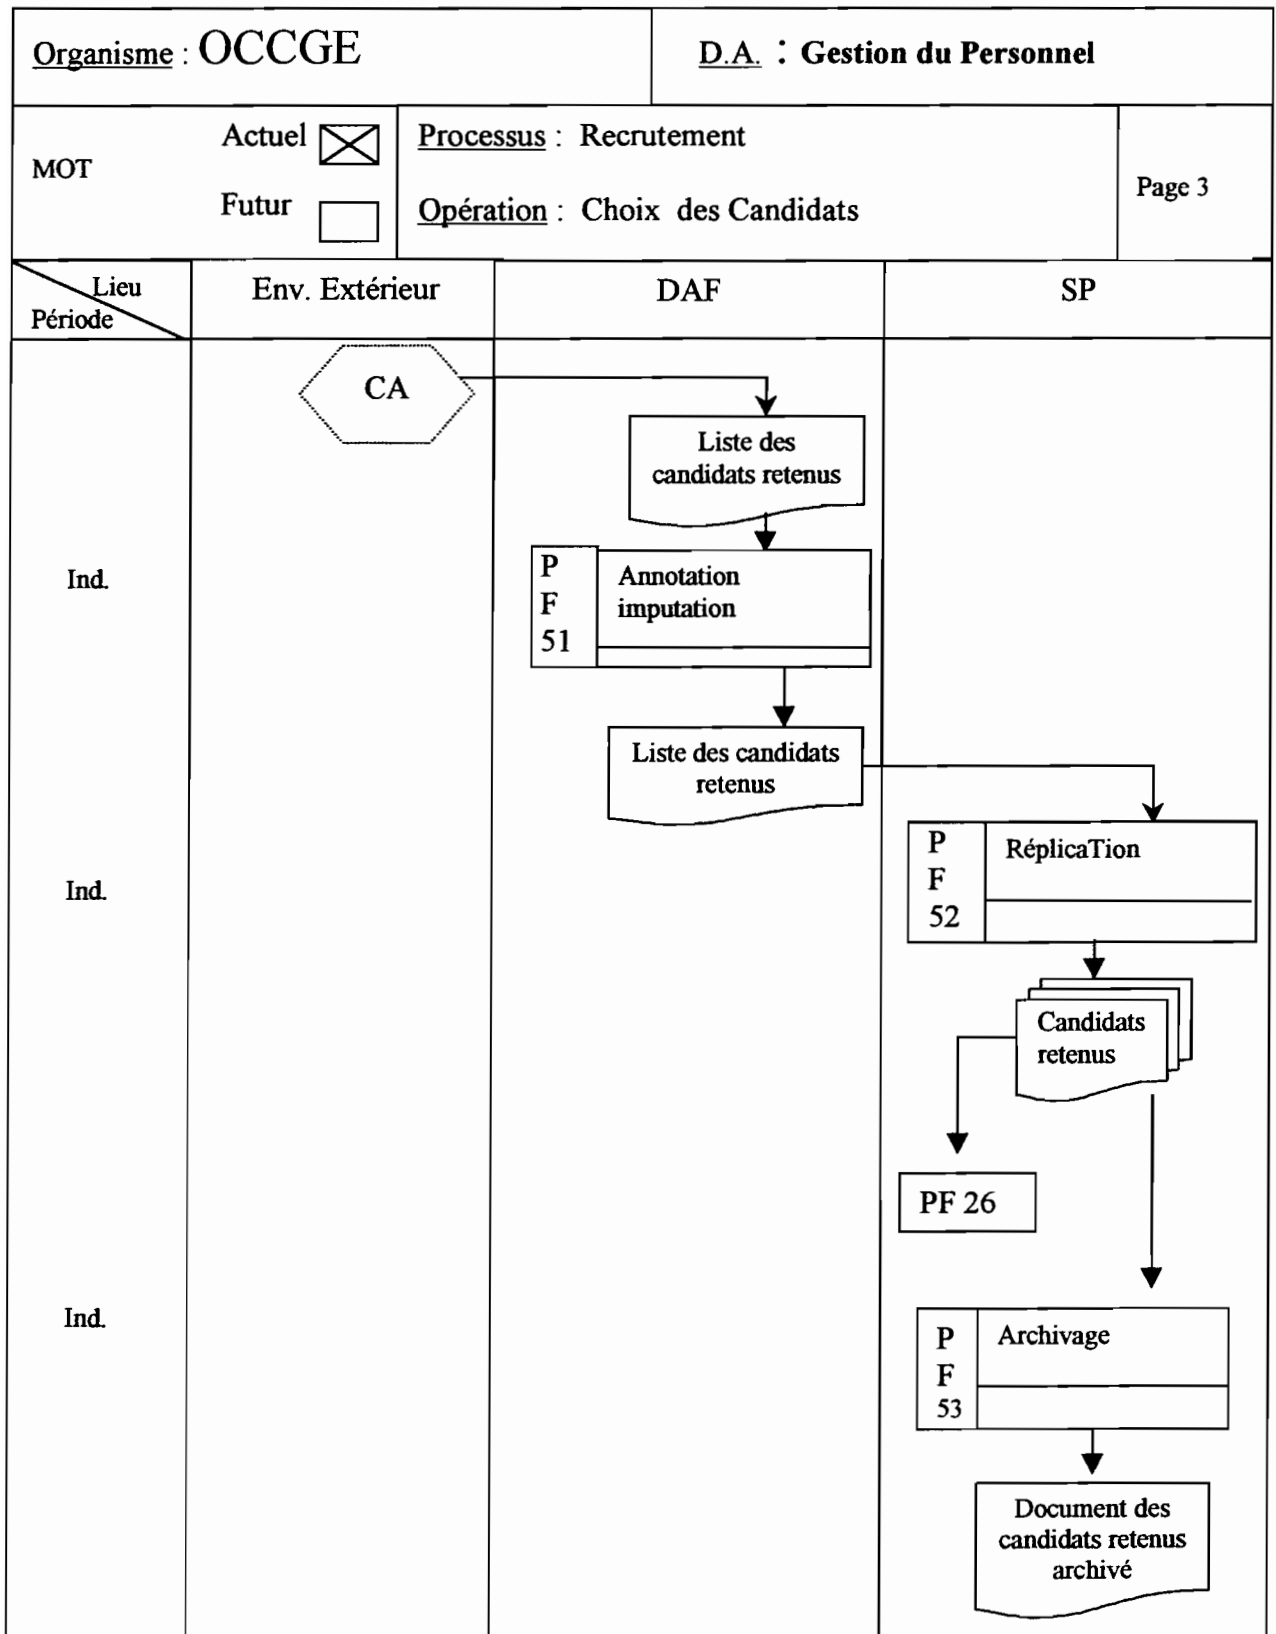 Organisme : OCCGE
D.A. : Gestion du Personnel
MOT
Actuel
Futur
Processus : Recrutement
Opération : Choix des Candidats
Page 3
Lieu
Période
Env. Extérieur
DAF
SP
CA
Liste des
candidats retenus
Ind.
P
F
51
Annotation
imputation
Liste des candidats
retenus
Ind.
P
F
52
RéplicaTion
Candidats
retenus
PF 26
Ind.
P
F
53
Archivage
Document des
candidats retenus
archivé